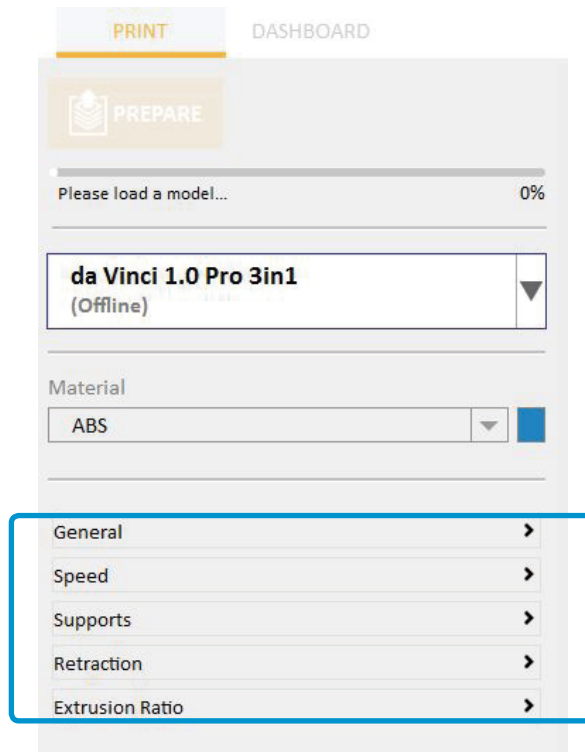 PRINT DASHBOARD
PREPARE
Please load a model... 0%
da Vinci 1.0 Pro 3in1
(Offline)
Material
ABS
General
Speed
Supports
Retraction
Extrusion Ratio